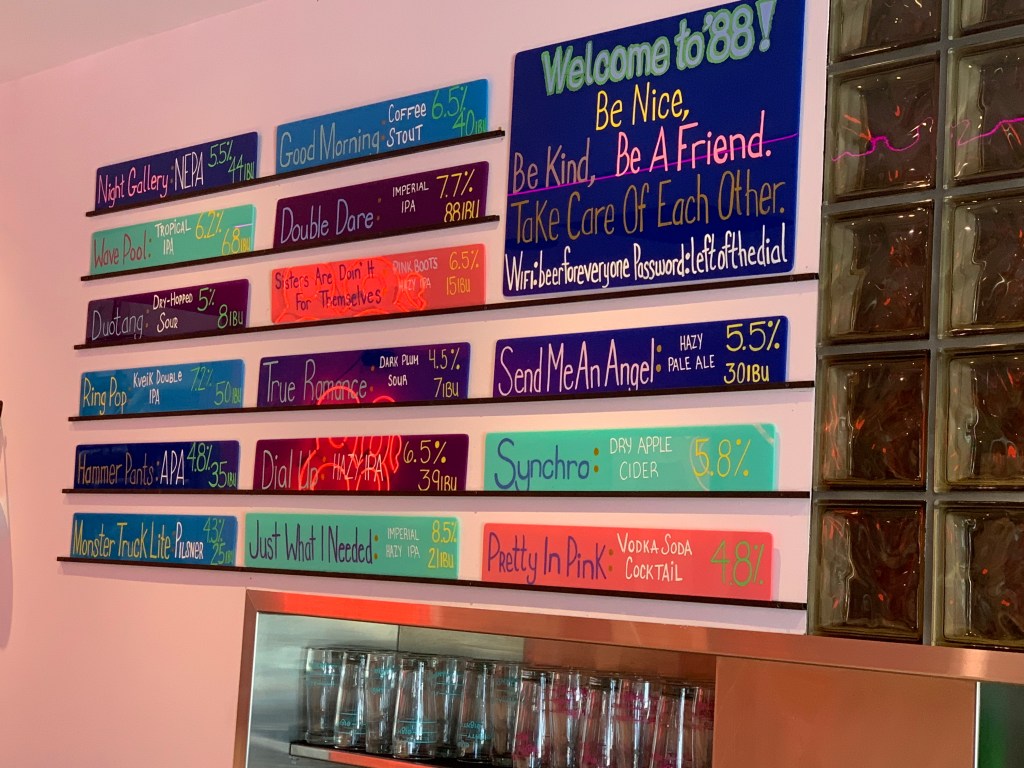 Welcome to '88!
Be Nice,
Be Kind, Be A Friend.
Take Care Of Each Other.
WiFi:beerforeveryone Password:leftofthedial
Night Gallery: NEPA 5.5% 44IBU
Wave Pool: Tropical IPA 6.2% 68IBU
Duotang: Dry-Hopped Sour 5% 8IBU
Ring Pop Kveik Double IPA 7.2% 50IBU
Hammer Pants: APA 4.8% 35IBU
Monster Truck Lite Pilsner 4.3% 25IBU
Good Morning: Coffee Stout 6.5% 40IBU
Double Dare: Imperial IPA 7.7% 88IBU
Sisters Are Doin' It For Themselves Pink Boots Hazy IPA 6.5% 15IBU
True Romance: Dark Plum Sour 4.5% 7IBU
Dial Up: Hazy IPA 6.5% 39IBU
Just What I Needed: Imperial Hazy IPA 8.5% 21IBU
Send Me An Angel: Hazy Pale Ale 5.5% 30IBU
Synchro: Dry Apple Cider 5.8%
Pretty In Pink: Vodka Soda Cocktail 4.8%